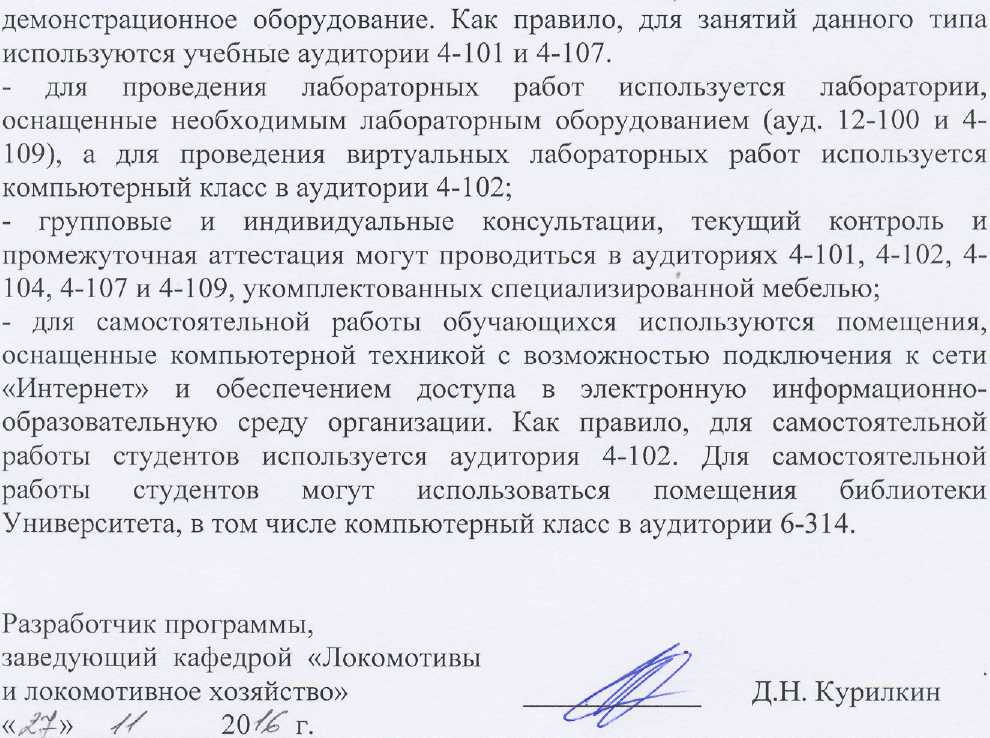 демонстрационное оборудование. Как правило, для занятий данного типа
используются учебные аудитории 4-101 и 4-107.
- для проведения лабораторных работ используется лаборатории,
оснащенные необходимым лабораторным оборудованием (ауд. 12-100 и 4-
109), а для проведения виртуальных лабораторных работ используется
компьютерный класс в аудитории 4-102;
- групповые и индивидуальные консультации, текущий контроль и
промежуточная аттестация могут проводиться в аудиториях 4-101, 4-102, 4-
104, 4-107 и 4-109, укомплектованных специализированной мебелью;
- для самостоятельной работы обучающихся используются помещения,
оснащенные компьютерной техникой с возможностью подключения к сети
«Интернет» и обеспечением доступа в электронную информационно-
образовательную среду организации. Как правило, для самостоятельной
работы студентов используется аудитория 4-102. Для самостоятельной
работы студентов могут использоваться помещения библиотеки
Университета, в том числе компьютерный класс в аудитории 6-314.
Разработчик программы,
заведующий кафедрой «Локомотивы
и локомотивное хозяйство» Д.Н. Курилкин
«27» 11 2016 г.